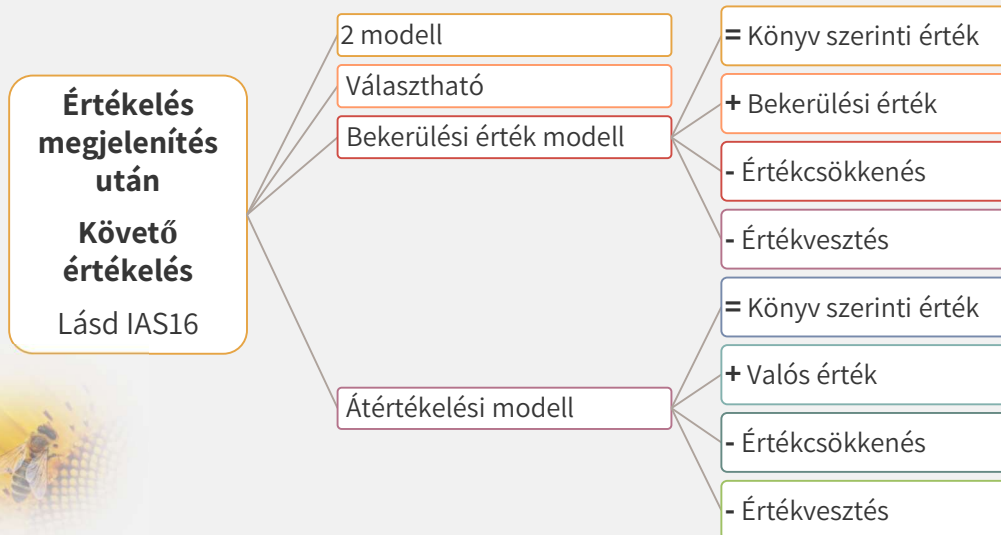 Értékelés
megjelenítés
után
Követő
értékelés
Lásd IAS16
2 modell
Választható
Bekerülési érték modell
= Könyv szerinti érték
+ Bekerülési érték
- Értékcsökkenés
- Értékvesztés
Átértékelési modell
= Könyv szerinti érték
+ Valós érték
- Értékcsökkenés
- Értékvesztés